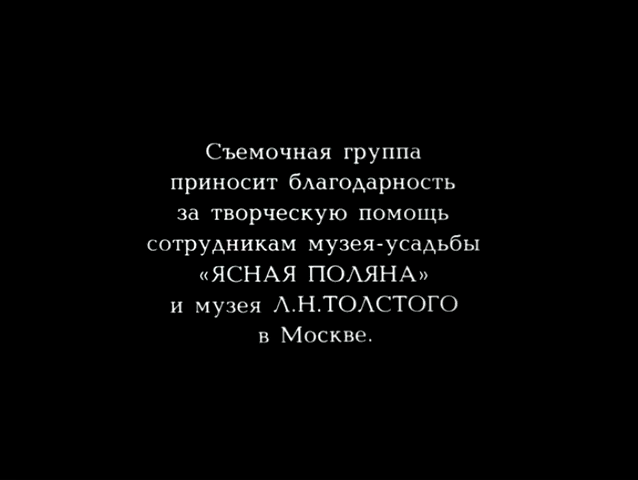 Съемочная группа
приносит благодарность
за творческую помощь
сотрудникам музея-усадьбы
«ЯСНАЯ ПОЛЯНА»
и музея Л.Н.ТОЛСТОГО
в Москве.